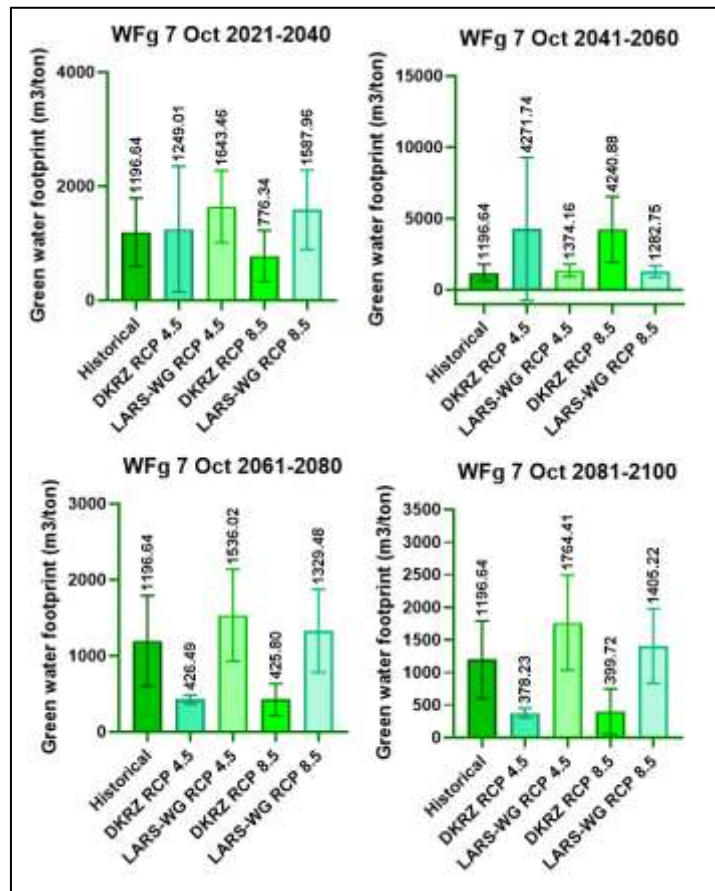 WFg 7 Oct 2021-2040
Green water footprint (m3/ton)
4000
2000
0
1196.64
1249.01
1643.46
776.34
1587.96
Historical
DKRZ RCP 4.5
LARS-WG RCP 4.5
DKRZ RCP 8.5
LARS-WG RCP 8.5
WFg 7 Oct 2041-2060
Green water footprint (m3/ton)
15000
10000
5000
0
1196.64
4271.74
1374.16
4240.88
1282.75
Historical
DKRZ RCP 4.5
LARS-WG RCP 4.5
DKRZ RCP 8.5
LARS-WG RCP 8.5
WFg 7 Oct 2061-2080
Green water footprint (m3/ton)
3000
2000
1000
0
1196.64
426.49
1536.02
425.80
1329.48
Historical
DKRZ RCP 4.5
LARS-WG RCP 4.5
DKRZ RCP 8.5
LARS-WG RCP 8.5
WFg 7 Oct 2081-2100
Green water footprint (m3/ton)
3500
3000
2500
2000
1500
1000
500
0
1196.64
378.23
1764.41
399.72
1405.22
Historical
DKRZ RCP 4.5
LARS-WG RCP 4.5
DKRZ RCP 8.5
LARS-WG RCP 8.5